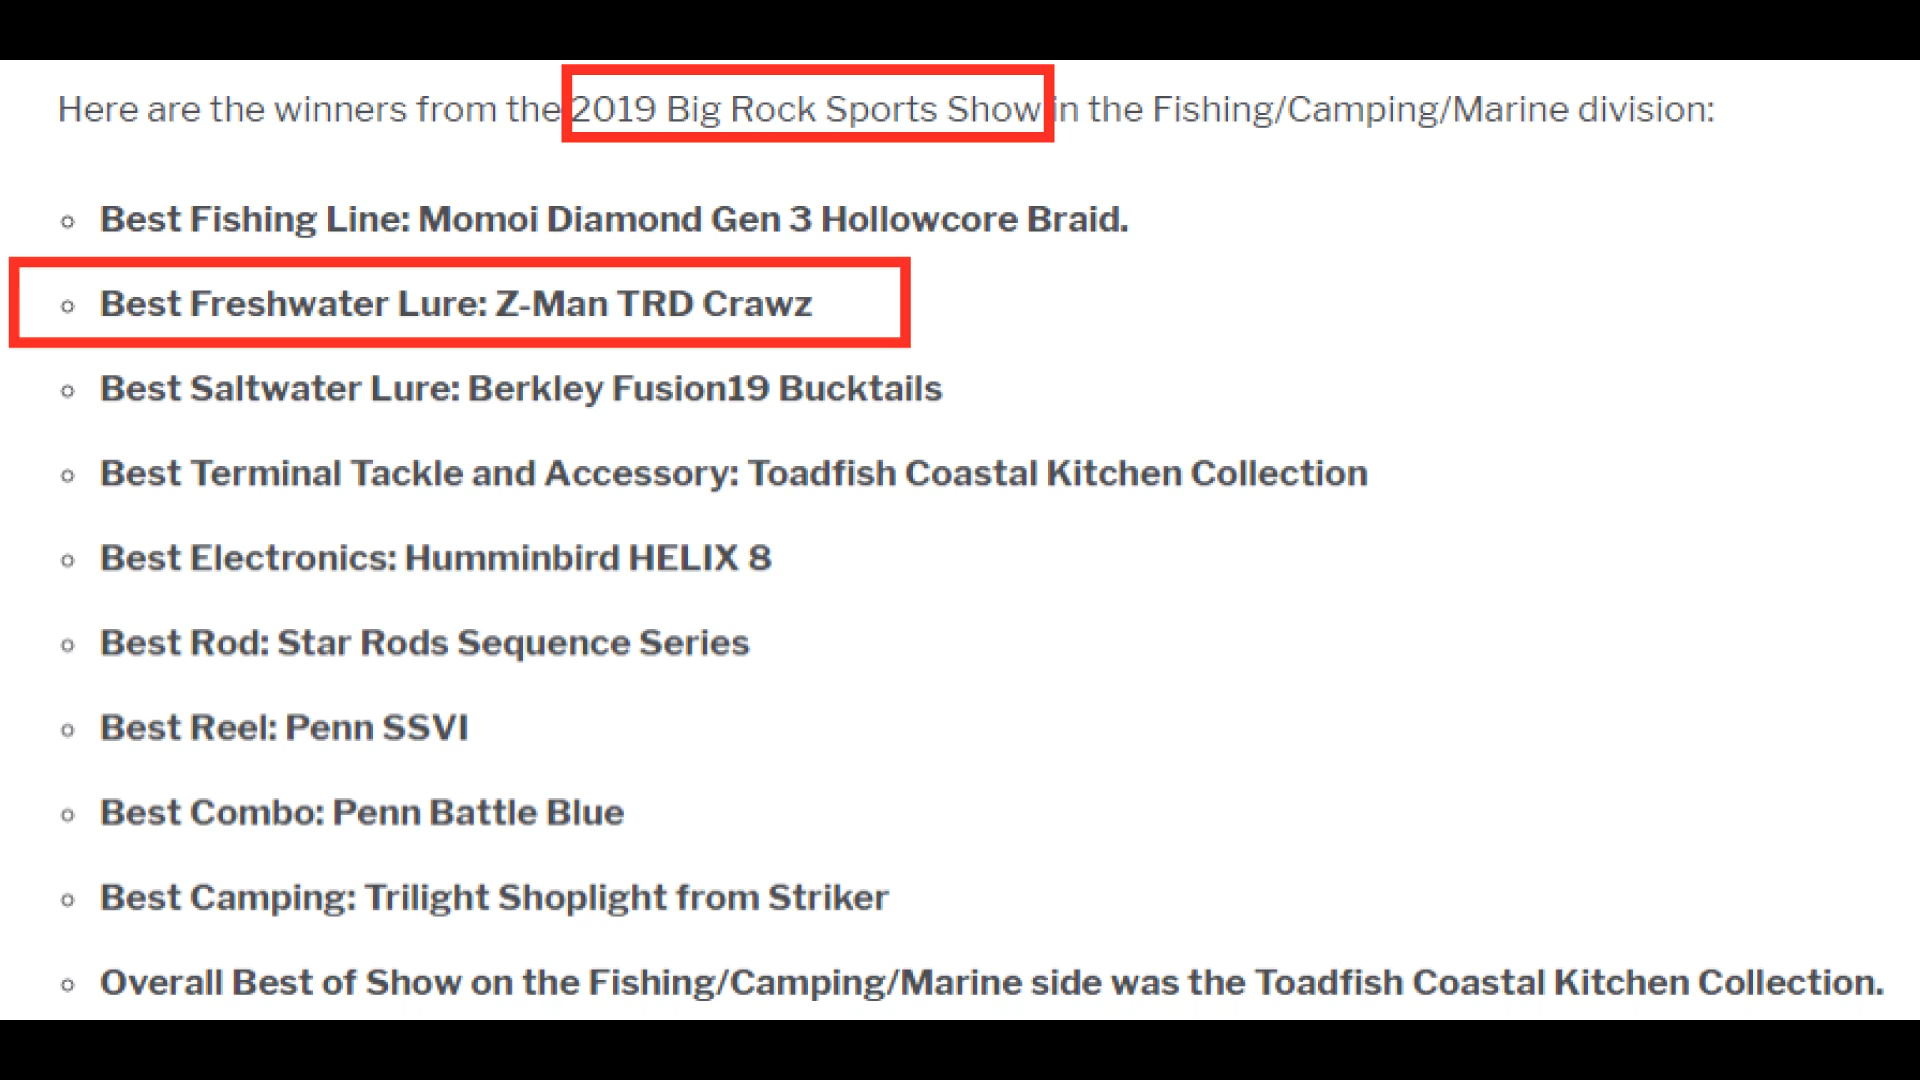 Here are the winners from the 2019 Big Rock Sports Show in the Fishing/Camping/Marine division:
Best Fishing Line: Momoi Diamond Gen 3 Hollowcore Braid.
Best Freshwater Lure: Z-Man TRD Crawz
Best Saltwater Lure: Berkley Fusion19 Bucktails
Best Terminal Tackle and Accessory: Toadfish Coastal Kitchen Collection
Best Electronics: Humminbird HELIX 8
Best Rod: Star Rods Sequence Series
Best Reel: Penn SSVI
Best Combo: Penn Battle Blue
Best Camping: Trilight Shoplight from Striker
Overall Best of Show on the Fishing/Camping/Marine side was the Toadfish Coastal Kitchen Collection.